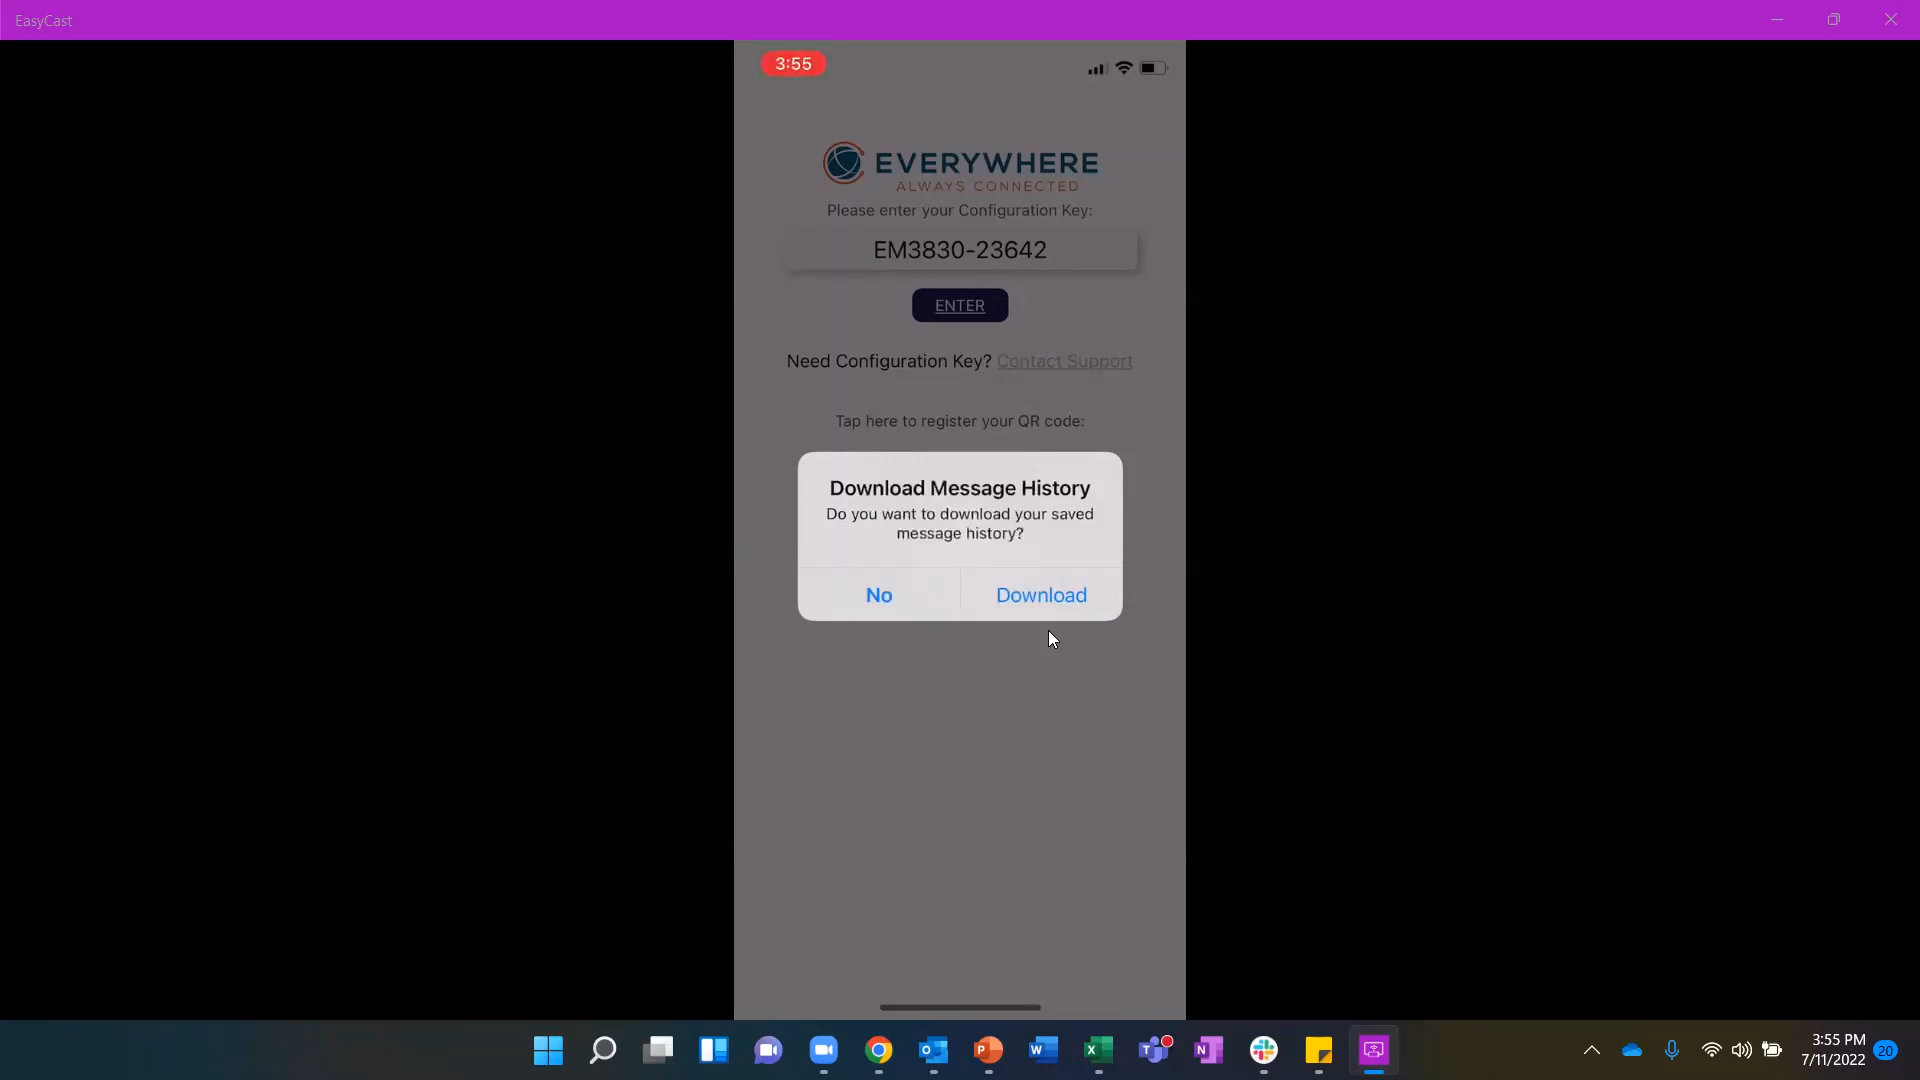 EasyCast
3:55
EVERYWHERE
ALWAYS CONNECTED
Please enter your Configuration Key:
EM3830-23642
ENTER
Need Configuration Key? Contact Support
Tap here to register your QR code:
Download Message History
Do you want to download your saved
message history?
No Download
3:55 PM
7/11/2022
20